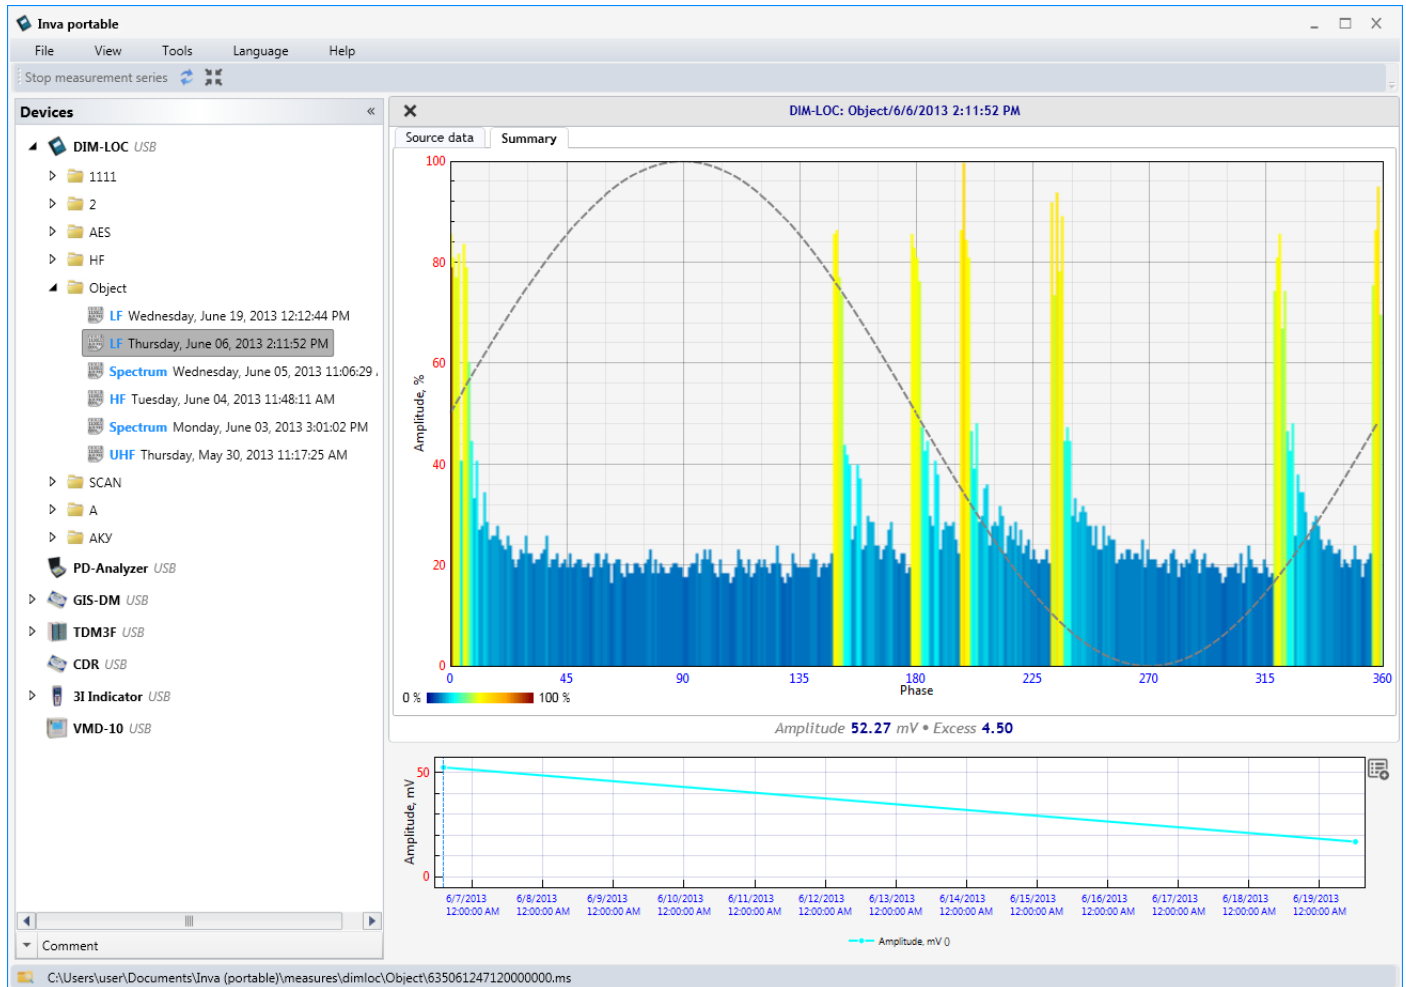 Inva portable
File View Tools Language Help
Stop measurement series
Devices «
DIM-LOC USB
1111
2
AES
HF
Object
LF Wednesday, June 19, 2013 12:12:44 PM
LF Thursday, June 06, 2013 2:11:52 PM
Spectrum Wednesday, June 05, 2013 11:06:29
HF Tuesday, June 04, 2013 11:48:11 AM
Spectrum Monday, June 03, 2013 3:01:02 PM
UHF Thursday, May 30, 2013 11:17:25 AM
SCAN
A
АКУ
PD-Analyzer USB
GIS-DM USB
TDM3F USB
CDR USB
3I Indicator USB
VMD-10 USB
Comment
DIM-LOC: Object/6/6/2013 2:11:52 PM
Source data Summary
100
80
60
40
20
0
Amplitude, %
0 45 90 135 180 225 270 315 360
Phase
0 % 100 %
Amplitude 52.27 mV • Excess 4.50
50
0
Amplitude, mV
6/7/2013 6/8/2013 6/9/2013 6/10/2013 6/11/2013 6/12/2013 6/13/2013 6/14/2013 6/15/2013 6/16/2013 6/17/2013 6/18/2013 6/19/2013
12:00:00 AM 12:00:00 AM 12:00:00 AM 12:00:00 AM 12:00:00 AM 12:00:00 AM 12:00:00 AM 12:00:00 AM 12:00:00 AM 12:00:00 AM 12:00:00 AM 12:00:00 AM 12:00:00 AM
Amplitude, mV ()
C:\Users\user\Documents\Inva (portable)\measures\dimloc\Object\635061247120000000.ms